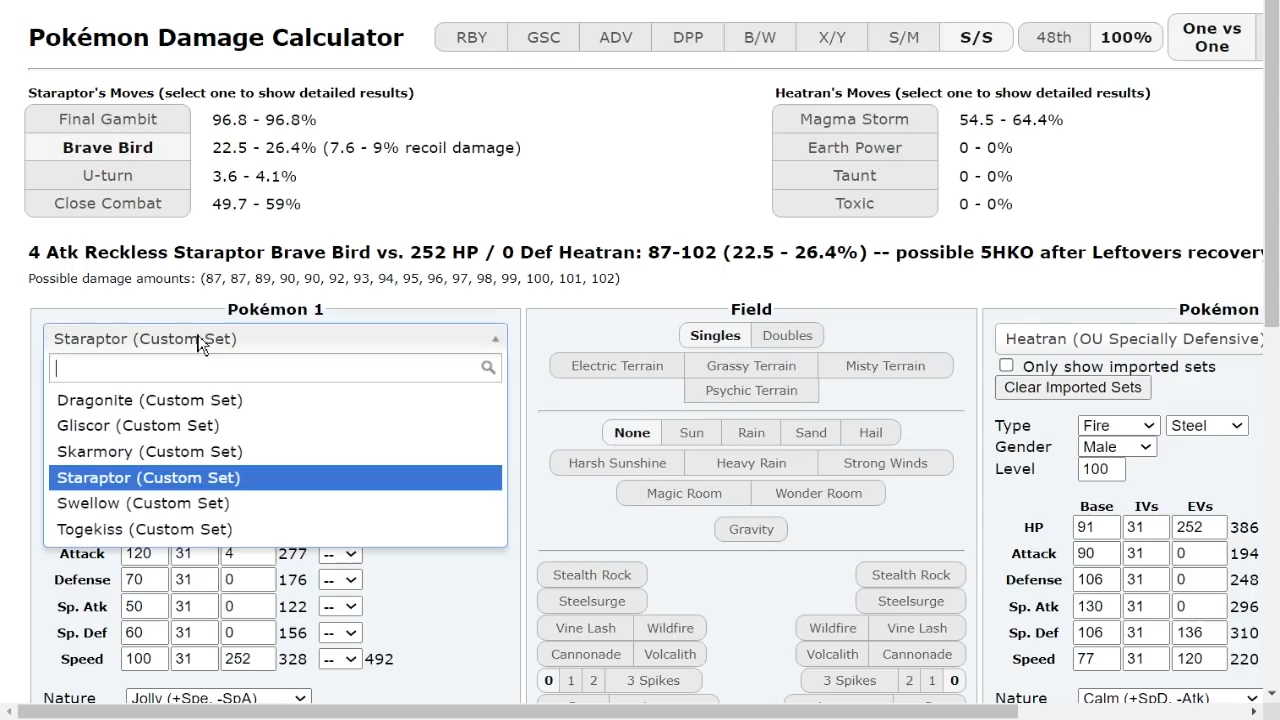 Pokémon Damage Calculator
RBY GSC ADV DPP B/W X/Y S/M S/S 48th 100% One vs One
Staraptor's Moves (select one to show detailed results)
Final Gambit 96.8 - 96.8%
Brave Bird 22.5 - 26.4% (7.6 - 9% recoil damage)
U-turn 3.6 - 4.1%
Close Combat 49.7 - 59%
Heatran's Moves (select one to show detailed results)
Magma Storm 54.5 - 64.4%
Earth Power 0 - 0%
Taunt 0 - 0%
Toxic 0 - 0%
4 Atk Reckless Staraptor Brave Bird vs. 252 HP / 0 Def Heatran: 87-102 (22.5 - 26.4%) -- possible 5HKO after Leftovers recovery
Possible damage amounts: (87, 87, 89, 90, 90, 92, 93, 94, 95, 96, 97, 98, 99, 100, 101, 102)
Pokémon 1
Staraptor (Custom Set)
Dragonite (Custom Set)
Gliscor (Custom Set)
Skarmory (Custom Set)
Staraptor (Custom Set)
Swellow (Custom Set)
Togekiss (Custom Set)
Attack 120 31 4 277 --
Defense 70 31 0 176 --
Sp. Atk 50 31 0 122 --
Sp. Def 60 31 0 156 --
Speed 100 31 252 328 -- 492
Nature Jolly (+Spe, -SpA)
Field
Singles Doubles
Electric Terrain Grassy Terrain Misty Terrain
Psychic Terrain
None Sun Rain Sand Hail
Harsh Sunshine Heavy Rain Strong Winds
Magic Room Wonder Room
Gravity
Stealth Rock Stealth Rock
Steelsurge Steelsurge
Vine Lash Wildfire Wildfire Vine Lash
Cannonade Volcalith Volcalith Cannonade
0 1 2 3 Spikes 3 Spikes 2 1 0
Pokémon
Heatran (OU Specially Defensive)
Only show imported sets
Clear Imported Sets
Type Fire Steel
Gender Male
Level 100
Base IVs EVs
HP 91 31 252 386
Attack 90 31 0 194
Defense 106 31 0 248
Sp. Atk 130 31 0 296
Sp. Def 106 31 136 310
Speed 77 31 120 220
Nature Calm (+SpD, -Atk)